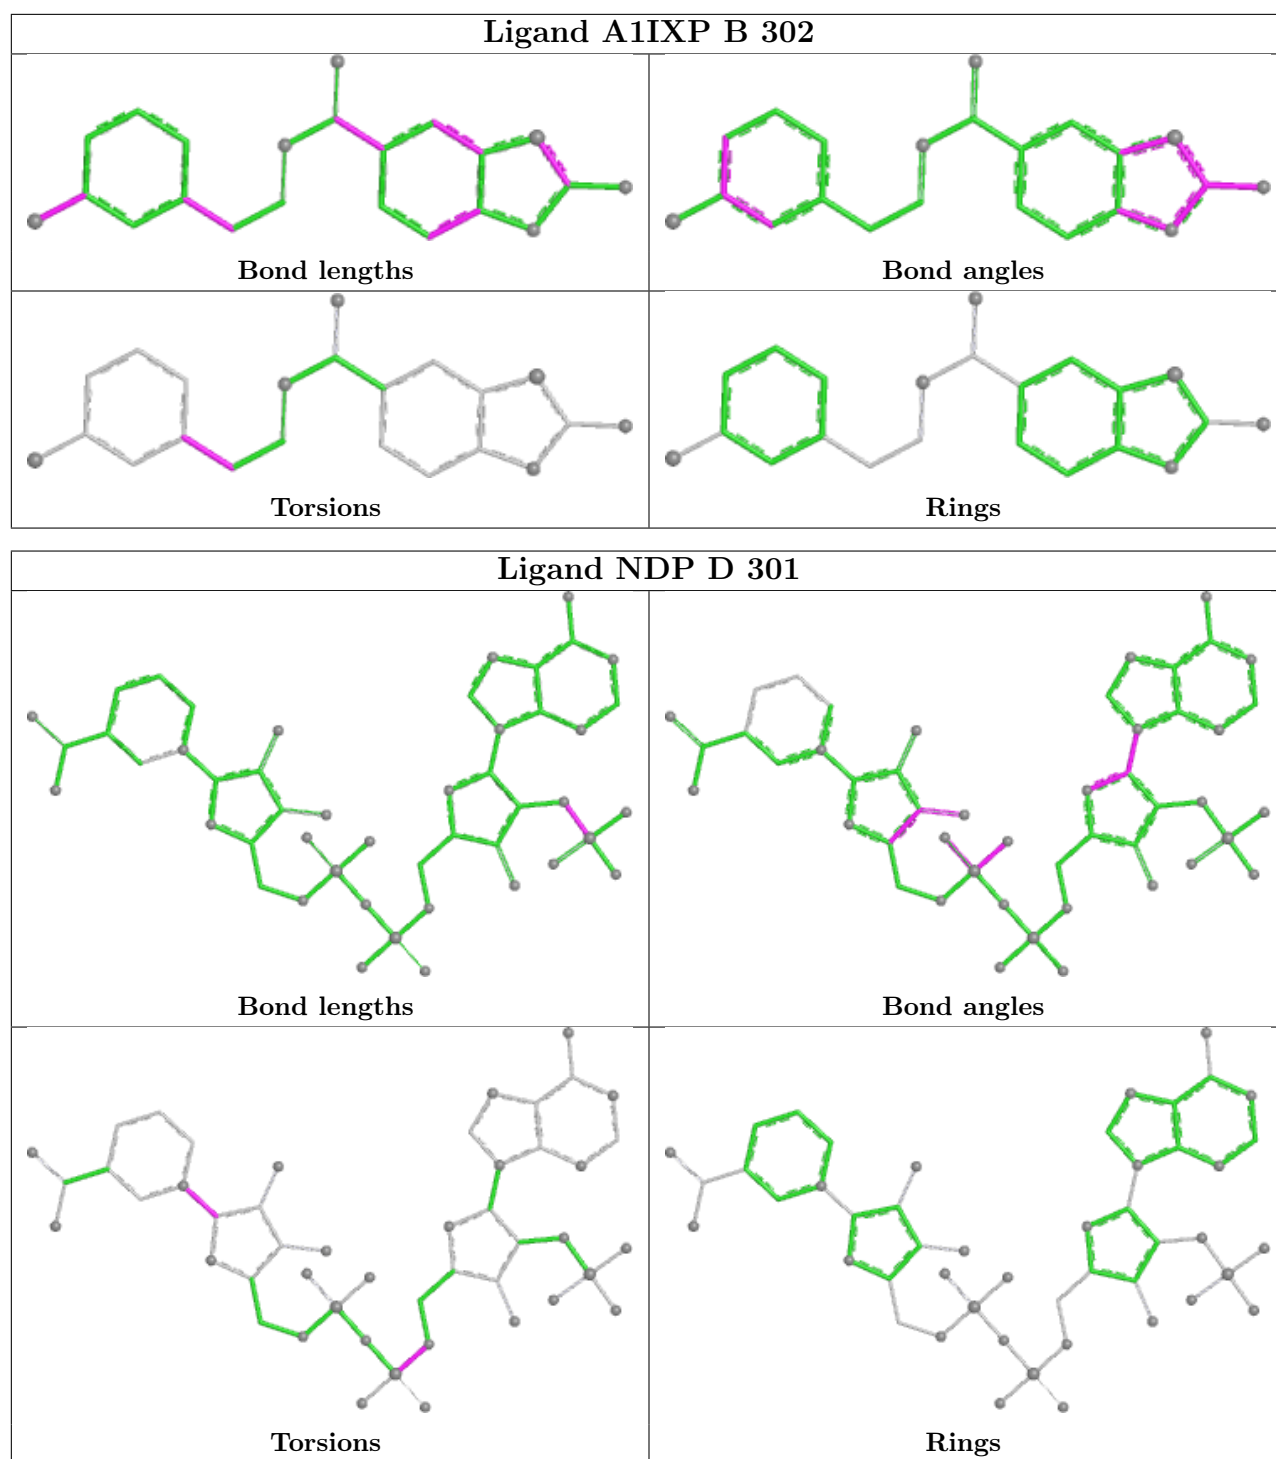 Ligand A1IXP B 302
Bond lengths
Bond angles
Torsions
Rings
Ligand NDP D 301
Bond lengths
Bond angles
Torsions
Rings